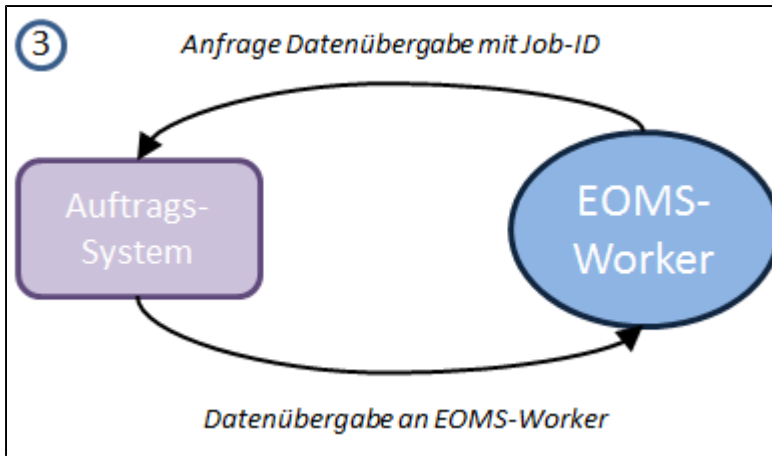 3
Anfrage Datenübergabe mit Job-ID
Auftrags-
System
EOMS-
Worker
Datenübergabe an EOMS-Worker